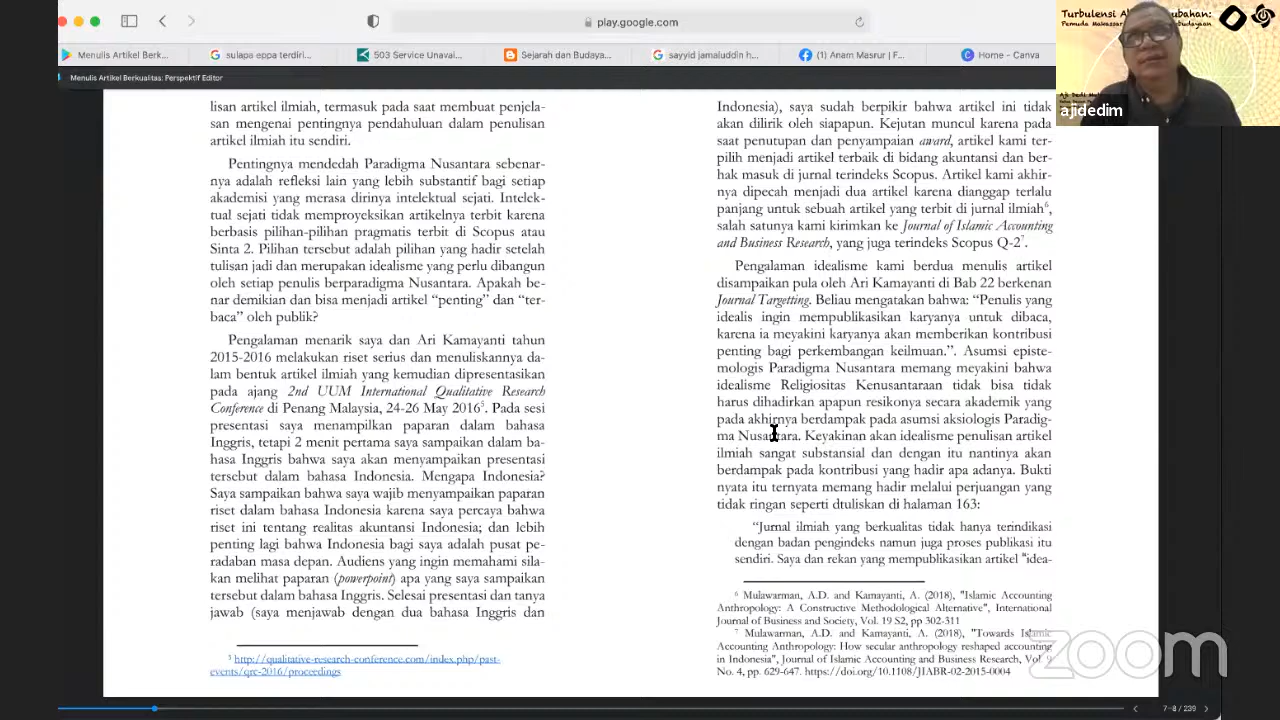 play.google.com
Menulis Artikel Berk...
sulapa eppa terdiri...
503 Service Unavai...
Sejarah dan Budaya...
sayyid jamaluddin h...
(1) Anam Masrur | F...
Home – Canva
Menulis Artikel Berkualitas: Perspektif Editor
lisan artikel ilmiah, termasuk pada saat membuat penjela-
san mengenai pentingnya pendahuluan dalam penulisan
artikel ilmiah itu sendiri.
Pentingnya mendedah Paradigma Nusantara sebenar-
nya adalah refleksi lain yang lebih substantif bagi setiap
akademisi yang merasa dirinya intelektual sejati. Intelek-
tual sejati tidak memproyeksikan artikelnya terbit karena
berbasis pilihan-pilihan pragmatis terbit di Scopus atau
Sinta 2. Pilihan tersebut adalah pilihan yang hadir setelah
tulisan jadi dan merupakan idealisme yang perlu dibangun
oleh setiap penulis berparadigma Nusantara. Apakah be-
nar demikian dan bisa menjadi artikel “penting” dan “ter-
baca” oleh publik?
Pengalaman menarik saya dan Ari Kamayanti tahun
2015-2016 melakukan riset serius dan menuliskannya da-
lam bentuk artikel ilmiah yang kemudian dipresentasikan
pada ajang 2nd UUM International Qualitative Research
Conference di Penang Malaysia, 24-26 May 2016⁵. Pada sesi
presentasi saya menampilkan paparan dalam bahasa
Inggris, tetapi 2 menit pertama saya sampaikan dalam ba-
hasa Inggris bahwa saya akan menyampaikan presentasi
tersebut dalam bahasa Indonesia. Mengapa Indonesia?
Saya sampaikan bahwa saya wajib menyampaikan paparan
riset dalam bahasa Indonesia karena saya percaya bahwa
riset ini tentang realitas akuntansi Indonesia; dan lebih
penting lagi bahwa Indonesia bagi saya adalah pusat pe-
radaban masa depan. Audiens yang ingin memahami sila-
kan melihat paparan (powerpoint) apa yang saya sampaikan
tersebut dalam bahasa Indonesia. Selesai presentasi dan tanya
jawab (saya menjawab dengan dua bahasa Inggris dan
⁵ http://qualitative-research-conference.com/index.php/past-
events/qrc-2016/proceedings
Indonesia), saya sudah berpikir bahwa artikel ini tidak
akan dilirik oleh siapapun. Kejutan muncul karena pada
saat penutupan dan penyampaian award, artikel kami ter-
pilih menjadi artikel terbaik di bidang akuntansi dan ber-
hak masuk di jurnal terindeks Scopus. Artikel kami akhir-
nya dipecah menjadi dua artikel karena dianggap terlalu
panjang untuk sebuah artikel yang terbit di jurnal ilmiah⁶,
salah satunya kami kirimkan ke Journal of Islamic Accounting
and Business Research, yang juga terindeks Scopus Q-2⁷.
Pengalaman idealisme kami berdua menulis artikel
disampaikan pula oleh Ari Kamayanti di Bab 22 berkenan
Journal Targetting. Beliau mengatakan bahwa: “Penulis yang
idealis ingin mempublikasikan karyanya untuk dibaca,
karena ia meyakini karyanya akan memberikan kontribusi
penting bagi perkembangan keilmuan.”. Asumsi episte-
mologis Paradigma Nusantara memang meyakini bahwa
idealisme Religiositas Kenusantaraan tidak bisa tidak
harus dihadirkan apapun resikonya secara akademik yang
pada akhirnya berdampak pada asumsi aksiologis Paradig-
ma Nusantara. Keyakinan akan idealisme penulisan artikel
ilmiah sangat substansial dan dengan itu nantinya akan
berdampak pada kontribusi yang hadir apa adanya. Bukti
nyata itu ternyata memang hadir melalui perjuangan yang
tidak ringan seperti dtuliskan di halaman 163:
“Jurnal ilmiah yang berkualitas tidak hanya terindikasi
dengan badan pengindeks namun juga proses publikasi itu
sendiri. Saya dan rekan yang mempublikasikan artikel “idea-
⁶ Mulawarman, A.D. and Kamayanti, A. (2018), "Islamic Accounting
Anthropology: A Constructive Methodological Alternative", International
Journal of Business and Society, Vol. 19 S2, pp 302-311
⁷ Mulawarman, A.D. and Kamayanti, A. (2018), "Towards Islamic
Accounting Anthropology: How secular anthropology reshaped accounting
in Indonesia", Journal of Islamic Accounting and Business Research, Vol. 9
No. 4, pp. 629-647. https://doi.org/10.1108/JIABR-02-2015-0004
7-8 / 239
Turbulensi
ubahan:
Pemuda Makassar
budayaan
ajidedim
zoom